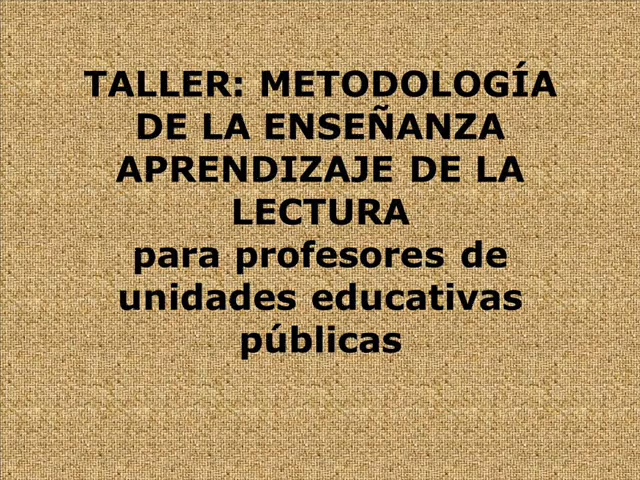 TALLER: METODOLOGÍA
DE LA ENSEÑANZA
APRENDIZAJE DE LA
LECTURA
para profesores de
unidades educativas
públicas